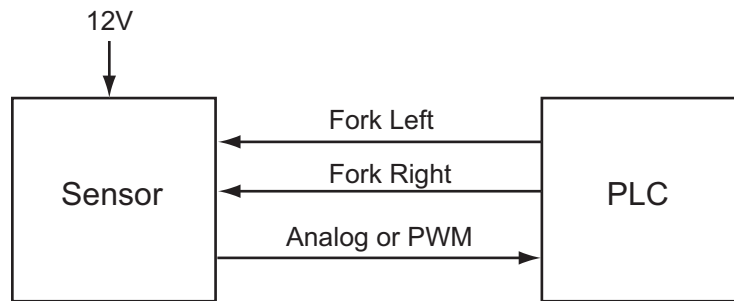 12V
Fork Left
Fork Right
Sensor
PLC
Analog or PWM